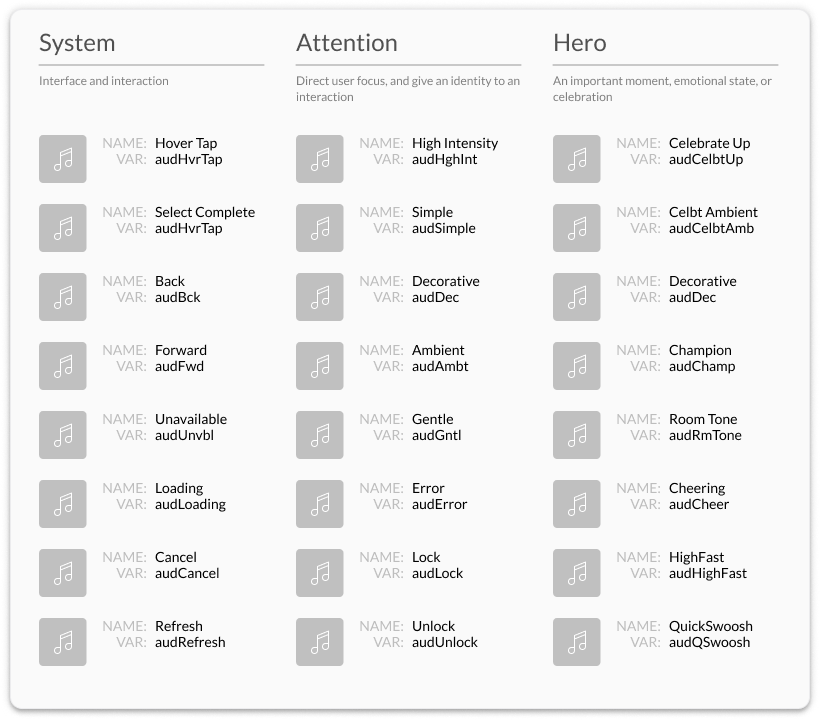 System
Interface and interaction
NAME: Hover Tap
VAR: audHvrTap
NAME: Select Complete
VAR: audHvrTap
NAME: Back
VAR: audBck
NAME: Forward
VAR: audFwd
NAME: Unavailable
VAR: audUnvbl
NAME: Loading
VAR: audLoading
NAME: Cancel
VAR: audCancel
NAME: Refresh
VAR: audRefresh
Attention
Direct user focus, and give an identity to an
interaction
NAME: High Intensity
VAR: audHghInt
NAME: Simple
VAR: audSimple
NAME: Decorative
VAR: audDec
NAME: Ambient
VAR: audAmbt
NAME: Gentle
VAR: audGntl
NAME: Error
VAR: audError
NAME: Lock
VAR: audLock
NAME: Unlock
VAR: audUnlock
Hero
An important moment, emotional state, or
celebration
NAME: Celebrate Up
VAR: audCelbtUp
NAME: Celbt Ambient
VAR: audCelbtAmb
NAME: Decorative
VAR: audDec
NAME: Champion
VAR: audChamp
NAME: Room Tone
VAR: audRmTone
NAME: Cheering
VAR: audCheer
NAME: HighFast
VAR: audHighFast
NAME: QuickSwoosh
VAR: audQSwoosh